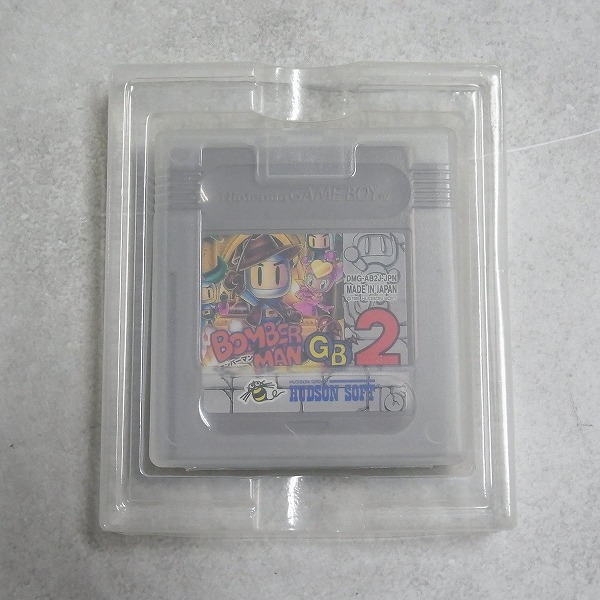 Nintendo GAME BOY
DMG-AB2J-JPN
MADE IN JAPAN
BOMBER
MAN
GB
2
ボンバーマン
HUDSON SOFT